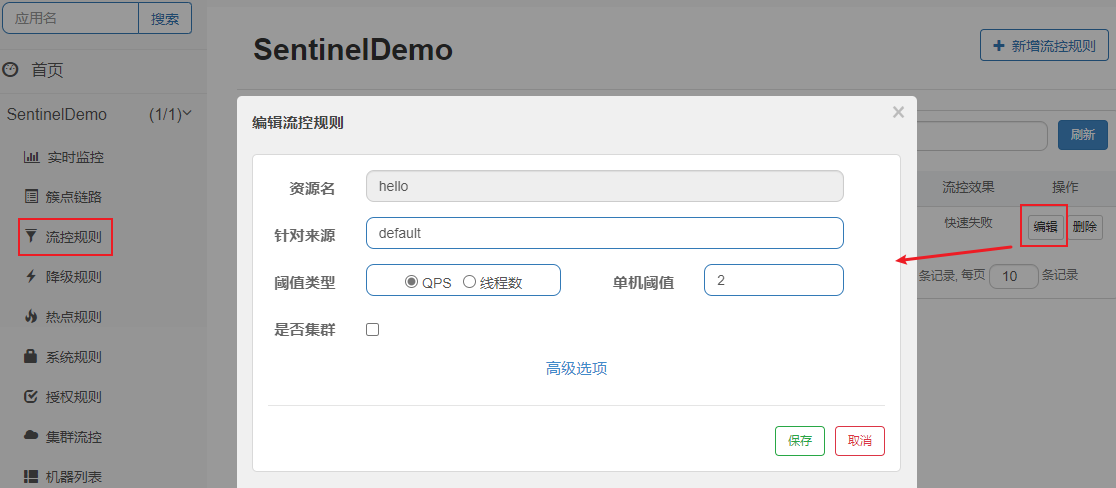 应用名 搜索
首页
SentinelDemo (1/1)
实时监控
簇点链路
流控规则
降级规则
热点规则
系统规则
授权规则
集群流控
机器列表
SentinelDemo
新增流控规则
刷新
流控效果 操作
快速失败 编辑 删除
条记录, 每页 10 条记录
编辑流控规则 ×
资源名 hello
针对来源 default
阈值类型 QPS 线程数 单机阈值 2
是否集群
高级选项
保存 取消